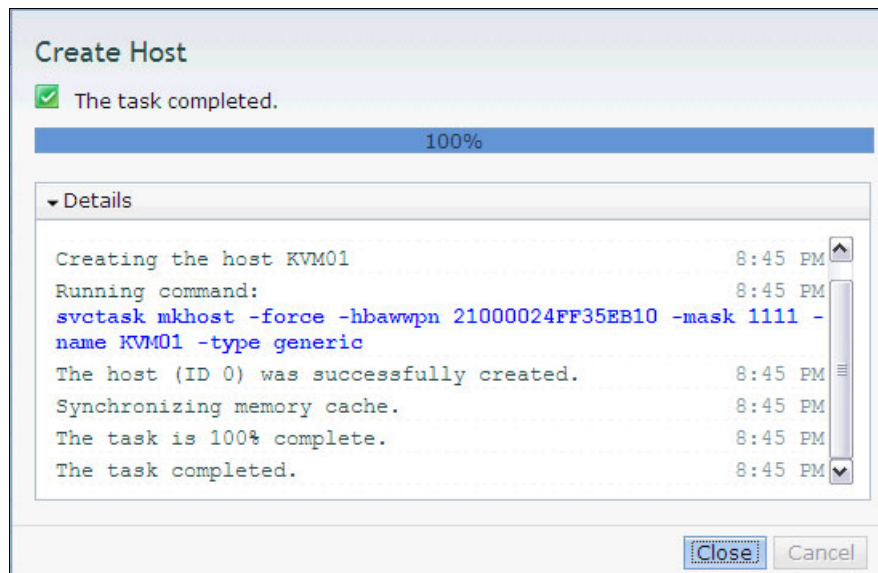 Create Host
The task completed.
100%
Details
Creating the host KVM01 8:45 PM
Running command: 8:45 PM
svctask mkhost -force -hbawwpn 21000024FF35EB10 -mask 1111 -
name KVM01 -type generic
The host (ID 0) was successfully created. 8:45 PM
Synchronizing memory cache. 8:45 PM
The task is 100% complete. 8:45 PM
The task completed. 8:45 PM
Close Cancel